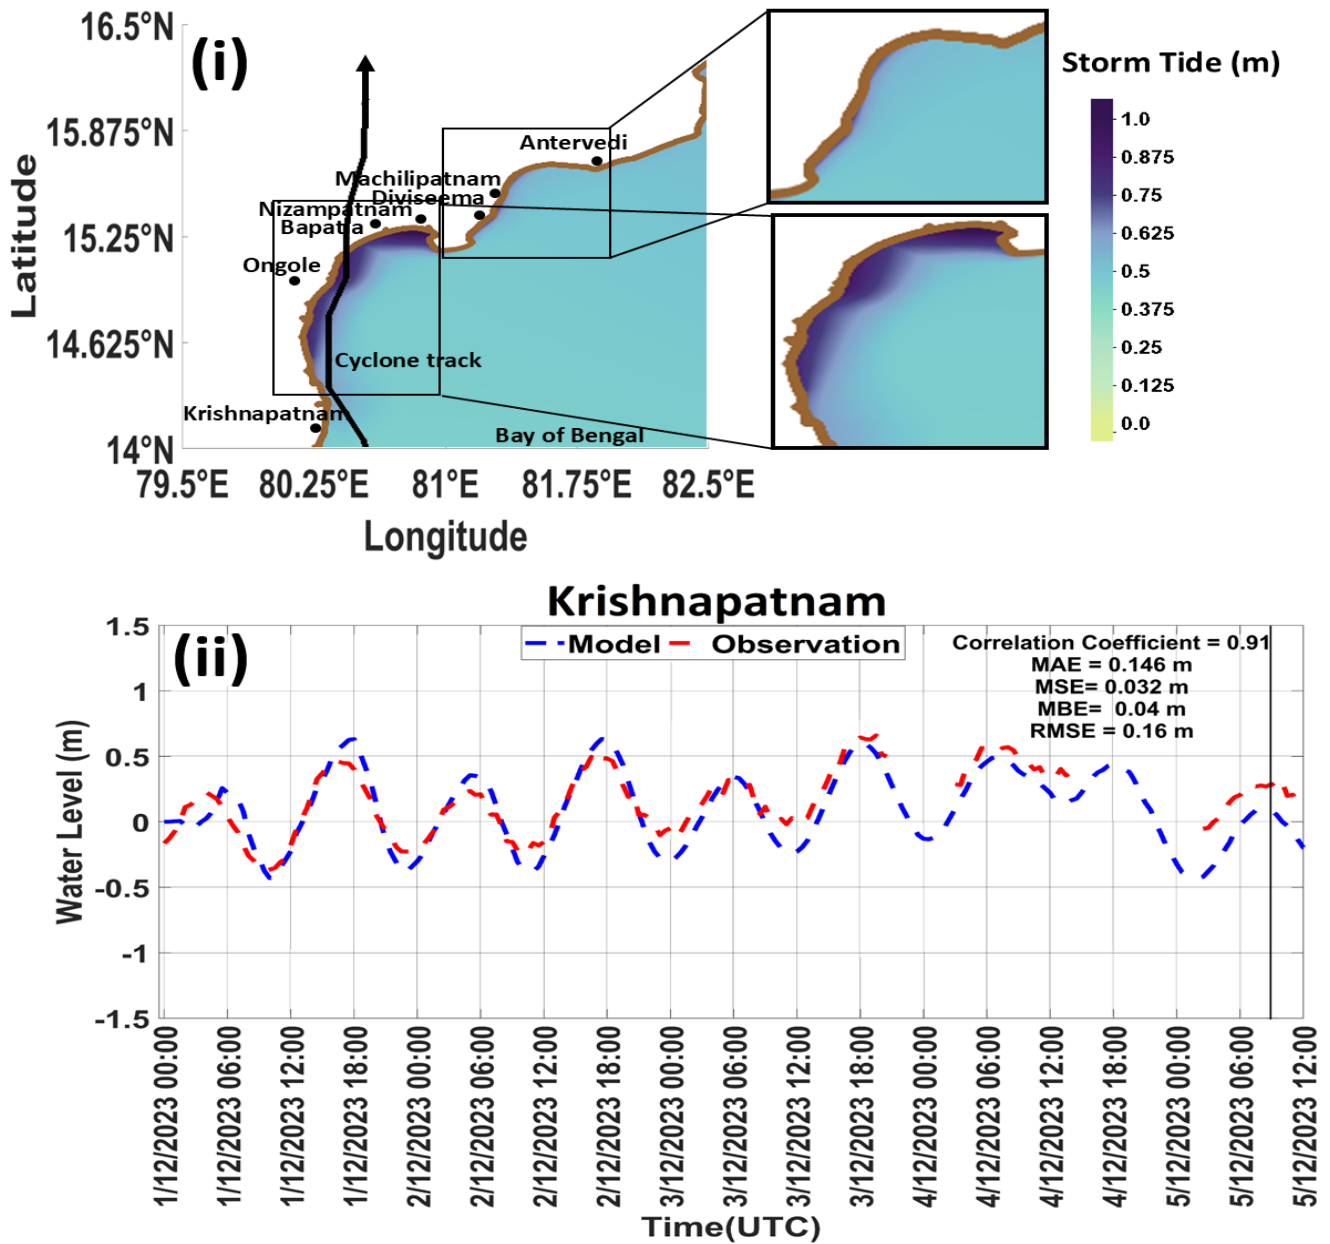 16.5°N
15.875°N
15.25°N
14.625°N
14°N
Latitude
(i)
Antervedi
Machilipatnam
Diviseema
Nizampatnam
Bapatla
Ongole
Cyclone track
Krishnapatnam
Bay of Bengal
79.5°E 80.25°E 81°E 81.75°E 82.5°E
Longitude
Storm Tide (m)
1.0
0.875
0.75
0.625
0.5
0.375
0.25
0.125
0.0
Krishnapatnam
(ii)
Model Observation
Correlation Coefficient = 0.91
MAE = 0.146 m
MSE= 0.032 m
MBE= 0.04 m
RMSE = 0.16 m
1.5
1
0.5
0
-0.5
-1
-1.5
Water Level (m)
1/12/2023 00:00
1/12/2023 06:00
1/12/2023 12:00
1/12/2023 18:00
2/12/2023 00:00
2/12/2023 06:00
2/12/2023 12:00
2/12/2023 18:00
3/12/2023 00:00
3/12/2023 06:00
3/12/2023 12:00
3/12/2023 18:00
4/12/2023 00:00
4/12/2023 06:00
4/12/2023 12:00
4/12/2023 18:00
5/12/2023 00:00
5/12/2023 06:00
5/12/2023 12:00
Time(UTC)